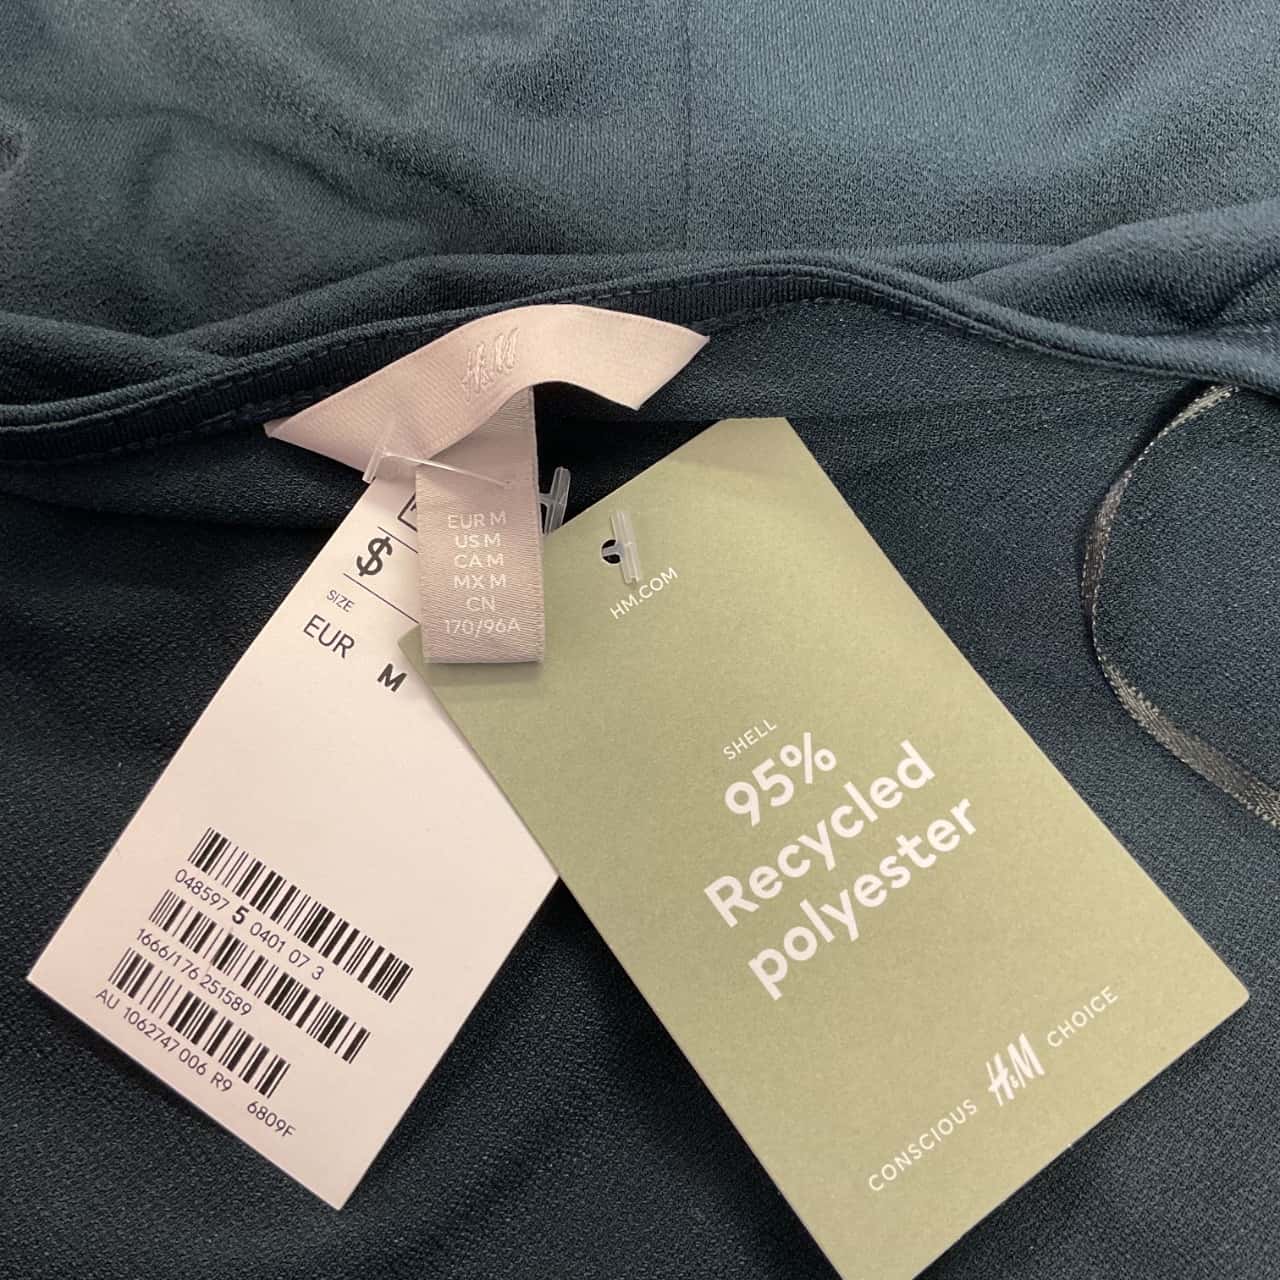 H&M
EUR M
US M
CA M
MX M
CN
170/96A
$
SIZE
EUR M
048597 5 0401 07 3
1666/176 251589
AU 1062747 006 R9 6809F
HM.COM
SHELL
95%
Recycled
polyester
CONSCIOUS H&M CHOICE